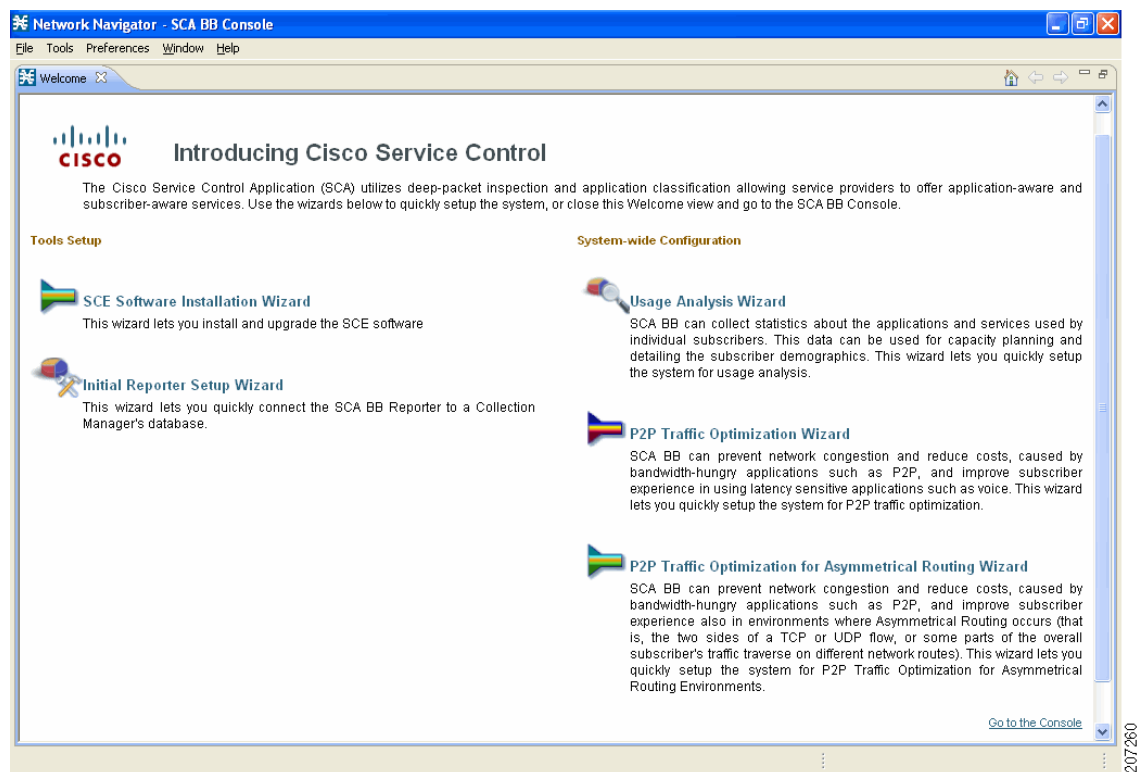 Network Navigator - SCA BB Console
File Tools Preferences Window Help
Welcome
CISCO
Introducing Cisco Service Control
The Cisco Service Control Application (SCA) utilizes deep-packet inspection and application classification allowing service providers to offer application-aware and
subscriber-aware services. Use the wizards below to quickly setup the system, or close this Welcome view and go to the SCA BB Console.
Tools Setup
SCE Software Installation Wizard
This wizard lets you install and upgrade the SCE software
Initial Reporter Setup Wizard
This wizard lets you quickly connect the SCA BB Reporter to a Collection
Manager's database.
System-wide Configuration
Usage Analysis Wizard
SCA BB can collect statistics about the applications and services used by
individual subscribers. This data can be used for capacity planning and
detailing the subscriber demographics. This wizard lets you quickly setup
the system for usage analysis.
P2P Traffic Optimization Wizard
SCA BB can prevent network congestion and reduce costs, caused by
bandwidth-hungry applications such as P2P, and improve subscriber
experience in using latency sensitive applications such as voice. This wizard
lets you quickly setup the system for P2P traffic optimization.
P2P Traffic Optimization for Asymmetrical Routing Wizard
SCA BB can prevent network congestion and reduce costs, caused by
bandwidth-hungry applications such as P2P, and improve subscriber
experience also in environments where Asymmetrical Routing occurs (that
is, the two sides of a TCP or UDP flow, or some parts of the overall
subscriber's traffic traverse on different network routes). This wizard lets you
quickly setup the system for P2P Traffic Optimization for Asymmetrical
Routing Environments.
Go to the Console
207260